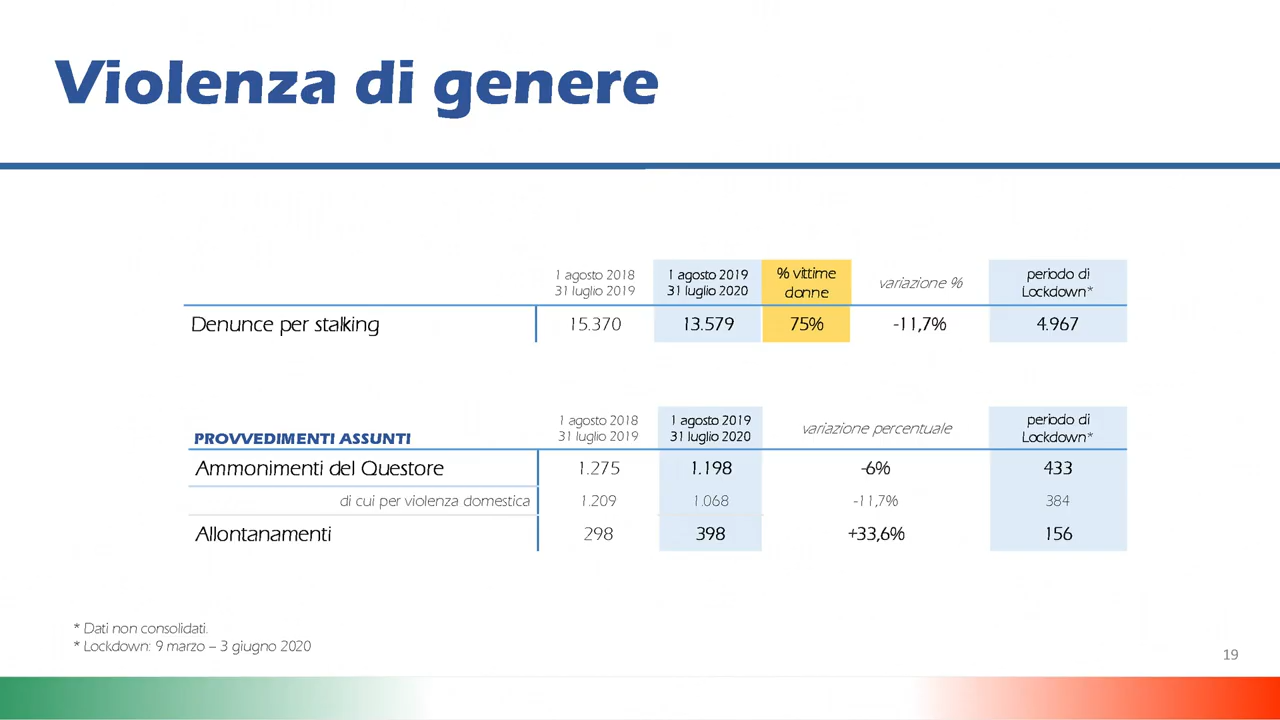 Violenza di genere
1 agosto 2018
31 luglio 2019
1 agosto 2019
31 luglio 2020
% vittime
donne
variazione %
periodo di
Lockdown*
Denunce per stalking 15.370 13.579 75% -11,7% 4.967
PROVVEDIMENTI ASSUNTI
1 agosto 2018
31 luglio 2019
1 agosto 2019
31 luglio 2020
variazione percentuale
periodo di
Lockdown*
Ammonimenti del Questore 1.275 1.198 -6% 433
di cui per violenza domestica 1.209 1.068 -11,7% 384
Allontanamenti 298 398 +33,6% 156
* Dati non consolidati.
* Lockdown: 9 marzo – 3 giugno 2020
19